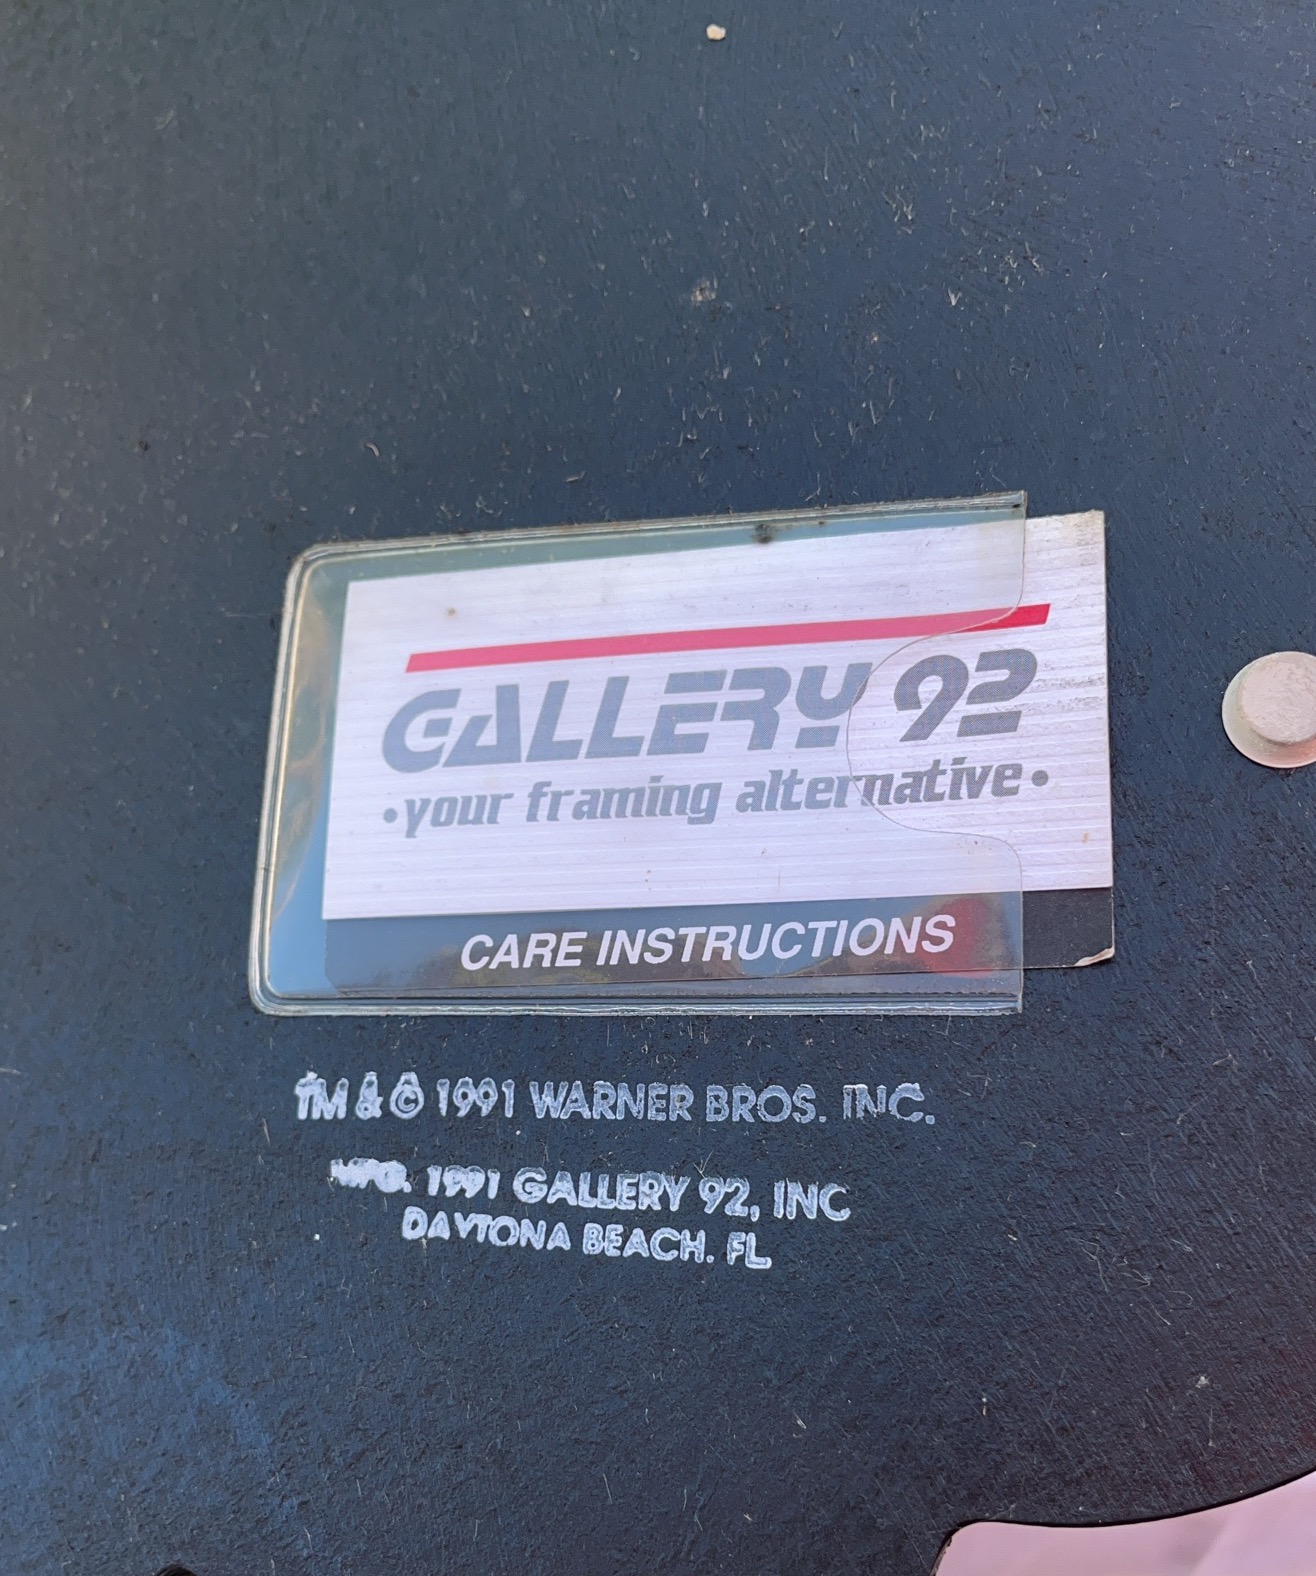 GALLERY 92
•your framing alternative•
CARE INSTRUCTIONS
TM & © 1991 WARNER BROS. INC.
MFG. 1991 GALLERY 92, INC
DAYTONA BEACH. FL